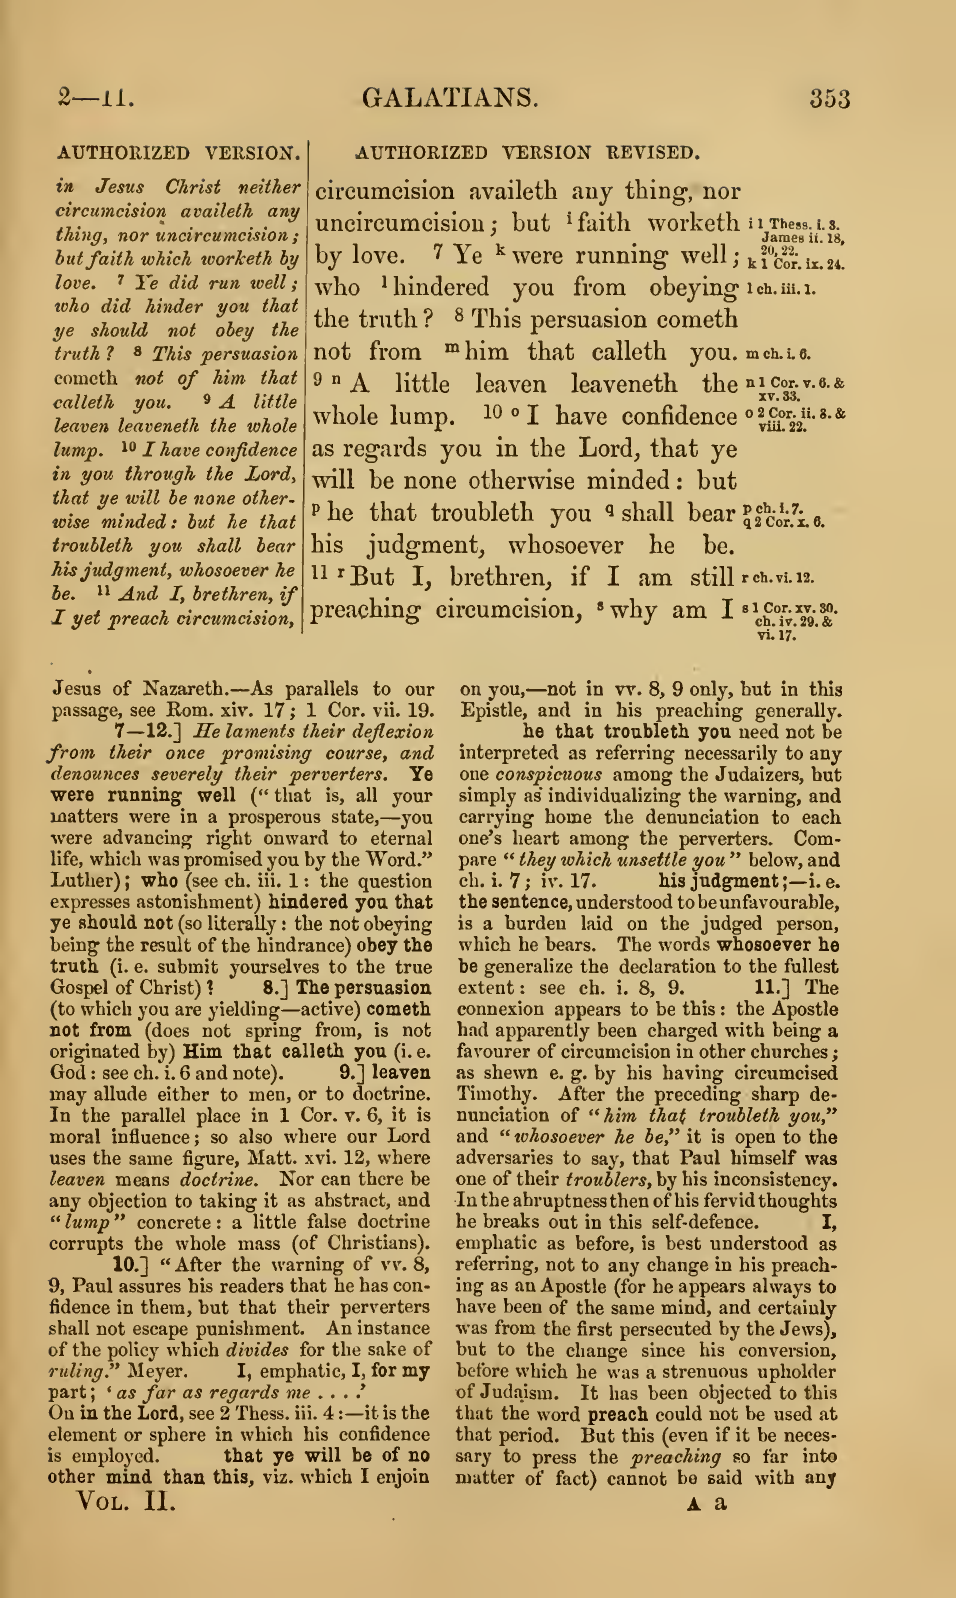 2—11.
GALATIANS.
353
AUTHORIZED VERSION.
in Jesus Christ neither
circumcision availeth any
thing, nor uncircumcision;
but faith which worketh by
love. 7 Ye did run well;
who did hinder you that
ye should not obey the
truth? 8 This persuasion
cometh not of him that
calleth you. 9 A little
leaven leaveneth the whole
lump. 10 I have confidence
in you through the Lord,
that ye will be none other-
wise minded: but he that
troubleth you shall bear
his judgment, whosoever he
be. 11 And I, brethren, if
I yet preach circumcision,
AUTHORIZED VERSION REVISED.
circumcision availeth any thing, nor
uncircumcision; but i faith worketh
by love. 7 Ye k were running well;
who l hindered you from obeying
the truth? 8 This persuasion cometh
not from m him that calleth you.
9 n A little leaven leaveneth the
whole lump. 10 o I have confidence
as regards you in the Lord, that ye
will be none otherwise minded: but
p he that troubleth you q shall bear
his judgment, whosoever he be.
11 r But I, brethren, if I am still
preaching circumcision, s why am I
i 1 Thess. i. 3.
James ii. 18,
20, 22.
k 1 Cor. ix. 24.
l ch. iii. 1.
m ch. i. 6.
n 1 Cor. v. 6. &
xv. 33.
o 2 Cor. ii. 3. &
viii. 22.
p ch. i. 7.
q 2 Cor. x. 6.
r ch. vi. 12.
s 1 Cor. xv. 30.
ch. iv. 29. &
vi. 17.
Jesus of Nazareth.—As parallels to our
passage, see Rom. xiv. 17; 1 Cor. vii. 19.
7—12.] He laments their deflexion
from their once promising course, and
denounces severely their perverters. Ye
were running well (“that is, all your
matters were in a prosperous state,—you
were advancing right onward to eternal
life, which was promised you by the Word.”
Luther); who (see ch. iii. 1: the question
expresses astonishment) hindered you that
ye should not (so literally: the not obeying
being the result of the hindrance) obey the
truth (i. e. submit yourselves to the true
Gospel of Christ)? 8.] The persuasion
(to which you are yielding—active) cometh
not from (does not spring from, is not
originated by) Him that calleth you (i. e.
God: see ch. i. 6 and note). 9.] leaven
may allude either to men, or to doctrine.
In the parallel place in 1 Cor. v. 6, it is
moral influence; so also where our Lord
uses the same figure, Matt. xvi. 12, where
leaven means doctrine. Nor can there be
any objection to taking it as abstract, and
“lump” concrete: a little false doctrine
corrupts the whole mass (of Christians).
10.] “After the warning of vv. 8,
9, Paul assures his readers that he has con-
fidence in them, but that their perverters
shall not escape punishment. An instance
of the policy which divides for the sake of
ruling.” Meyer. I, emphatic, I, for my
part; ‘as far as regards me . . . .’
On in the Lord, see 2 Thess. iii. 4:—it is the
element or sphere in which his confidence
is employed. that ye will be of no
other mind than this, viz. which I enjoin
on you,—not in vv. 8, 9 only, but in this
Epistle, and in his preaching generally.
he that troubleth you need not be
interpreted as referring necessarily to any
one conspicuous among the Judaizers, but
simply as individualizing the warning, and
carrying home the denunciation to each
one's heart among the perverters. Com-
pare “they which unsettle you” below, and
ch. i. 7; iv. 17. his judgment;—i. e.
the sentence, understood to be unfavourable,
is a burden laid on the judged person,
which he bears. The words whosoever he
be generalize the declaration to the fullest
extent: see ch. i. 8, 9. 11.] The
connexion appears to be this: the Apostle
had apparently been charged with being a
favourer of circumcision in other churches;
as shewn e. g. by his having circumcised
Timothy. After the preceding sharp de-
nunciation of “him that troubleth you,”
and “whosoever he be,” it is open to the
adversaries to say, that Paul himself was
one of their troublers, by his inconsistency.
In the abruptness then of his fervid thoughts
he breaks out in this self-defence. I,
emphatic as before, is best understood as
referring, not to any change in his preach-
ing as an Apostle (for he appears always to
have been of the same mind, and certainly
was from the first persecuted by the Jews),
but to the change since his conversion,
before which he was a strenuous upholder
of Judaism. It has been objected to this
that the word preach could not be used at
that period. But this (even if it be neces-
sary to press the preaching so far into
matter of fact) cannot be said with any
VOL. II.
A a